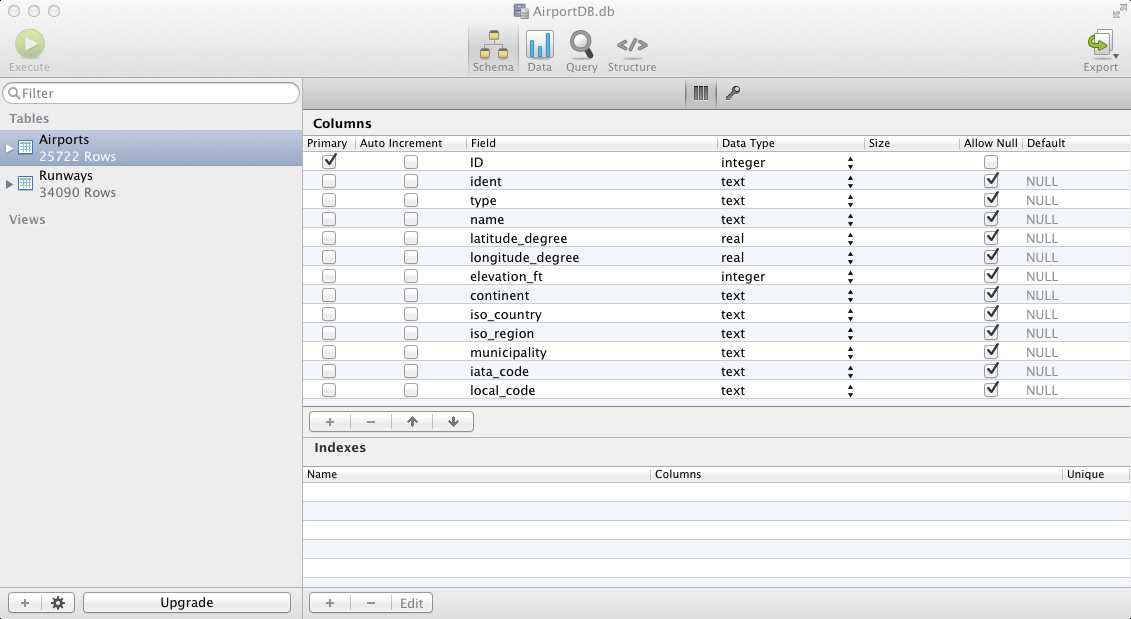 AirportDB.db
Execute
Schema Data Query Structure
Export
Filter
Tables
Airports
25722 Rows
Runways
34090 Rows
Views
Columns
Primary Auto Increment Field Data Type Size Allow Null Default
ID integer
ident text NULL
type text NULL
name text NULL
latitude_degree real NULL
longitude_degree real NULL
elevation_ft integer NULL
continent text NULL
iso_country text NULL
iso_region text NULL
municipality text NULL
iata_code text NULL
local_code text NULL
Indexes
Name Columns Unique
Upgrade
Edit